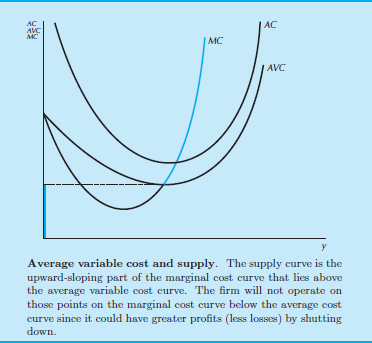 AC
AVC
MC
AC
MC
AVC
y
Average variable cost and supply. The supply curve is the
upward-sloping part of the marginal cost curve that lies above
the average variable cost curve. The firm will not operate on
those points on the marginal cost curve below the average cost
curve since it could have greater profits (less losses) by shutting
down.